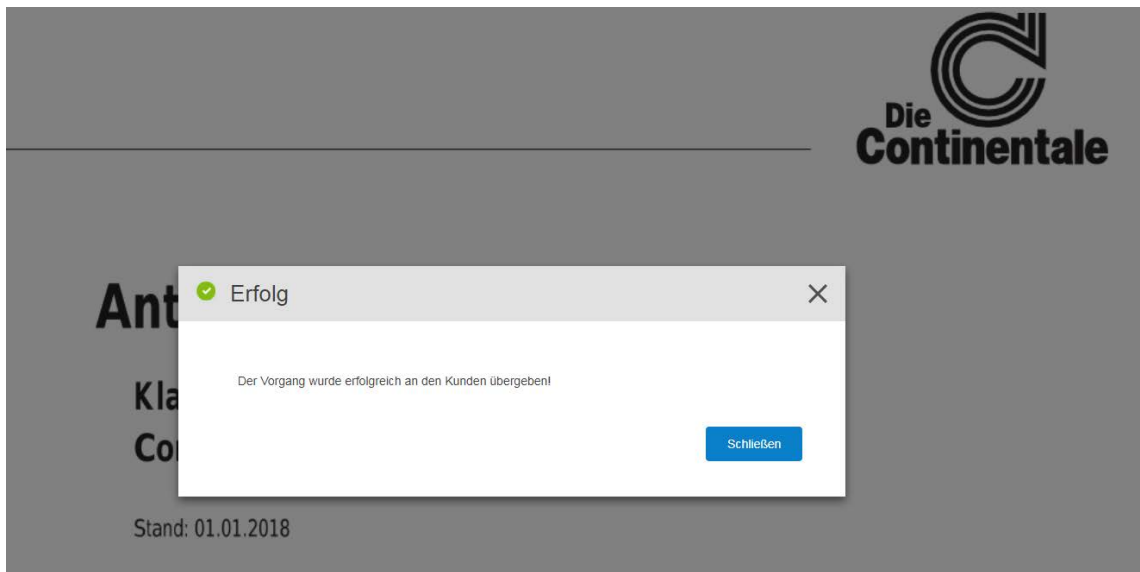 Die
Continentale
Ant
Erfolg
Der Vorgang wurde erfolgreich an den Kunden übergeben!
Kla
Schließen
Co
Stand: 01.01.2018